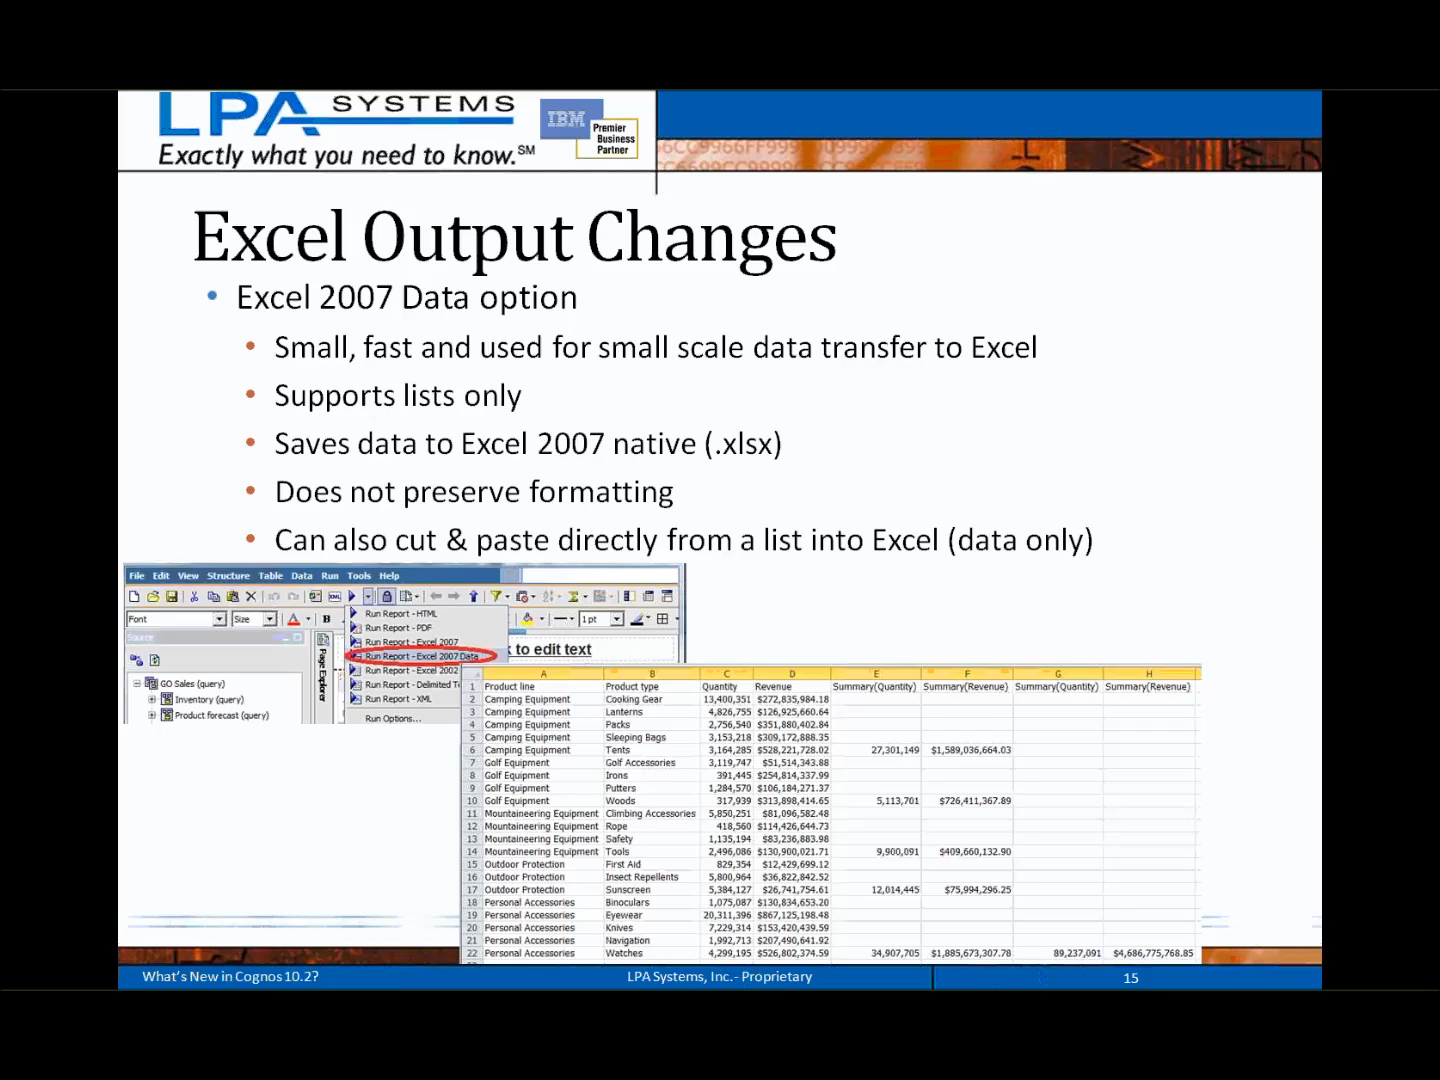 LPA SYSTEMS
Exactly what you need to know.℠
IBM
Premier
Business
Partner
Excel Output Changes
• Excel 2007 Data option
• Small, fast and used for small scale data transfer to Excel
• Supports lists only
• Saves data to Excel 2007 native (.xlsx)
• Does not preserve formatting
• Can also cut & paste directly from a list into Excel (data only)
File Edit View Structure Table Data Run Tools Help
Font Size A B 1 pt
Source
Page Explorer
GO Sales (query)
Inventory (query)
Product forecast (query)
Run Report - HTML
Run Report - PDF
Run Report - Excel 2007
Run Report - Excel 2007 Data
Run Report - Excel 2002
Run Report - Delimited T
Run Report - XML
Run Options...
k to edit text
A B C D E F G H
1 Product line Product type Quantity Revenue Summary(Quantity) Summary(Revenue) Summary(Quantity) Summary(Revenue)
2 Camping Equipment Cooking Gear 13,400,351 $272,835,984.18
3 Camping Equipment Lanterns 4,826,755 $126,925,660.64
4 Camping Equipment Packs 2,756,540 $351,880,402.84
5 Camping Equipment Sleeping Bags 3,153,218 $309,172,888.35
6 Camping Equipment Tents 3,164,285 $528,221,728.02 27,301,149 $1,589,036,664.03
7 Golf Equipment Golf Accessories 3,119,747 $51,514,343.88
8 Golf Equipment Irons 391,445 $254,814,337.99
9 Golf Equipment Putters 1,284,570 $106,184,271.37
10 Golf Equipment Woods 317,939 $313,898,414.65 5,113,701 $726,411,367.89
11 Mountaineering Equipment Climbing Accessories 5,850,251 $81,096,582.48
12 Mountaineering Equipment Rope 418,560 $114,426,644.73
13 Mountaineering Equipment Safety 1,135,194 $83,236,883.98
14 Mountaineering Equipment Tools 2,496,086 $130,900,021.71 9,900,091 $409,660,132.90
15 Outdoor Protection First Aid 829,354 $12,429,699.12
16 Outdoor Protection Insect Repellents 5,800,964 $36,822,842.52
17 Outdoor Protection Sunscreen 5,384,127 $26,741,754.61 12,014,445 $75,994,296.25
18 Personal Accessories Binoculars 1,075,087 $130,834,653.20
19 Personal Accessories Eyewear 20,311,396 $867,125,198.48
20 Personal Accessories Knives 7,229,314 $153,420,439.59
21 Personal Accessories Navigation 1,992,713 $207,490,641.92
22 Personal Accessories Watches 4,299,195 $526,802,374.59 34,907,705 $1,885,673,307.78 89,237,091 $4,686,775,768.85
What's New in Cognos 10.2?
LPA Systems, Inc.- Proprietary
15